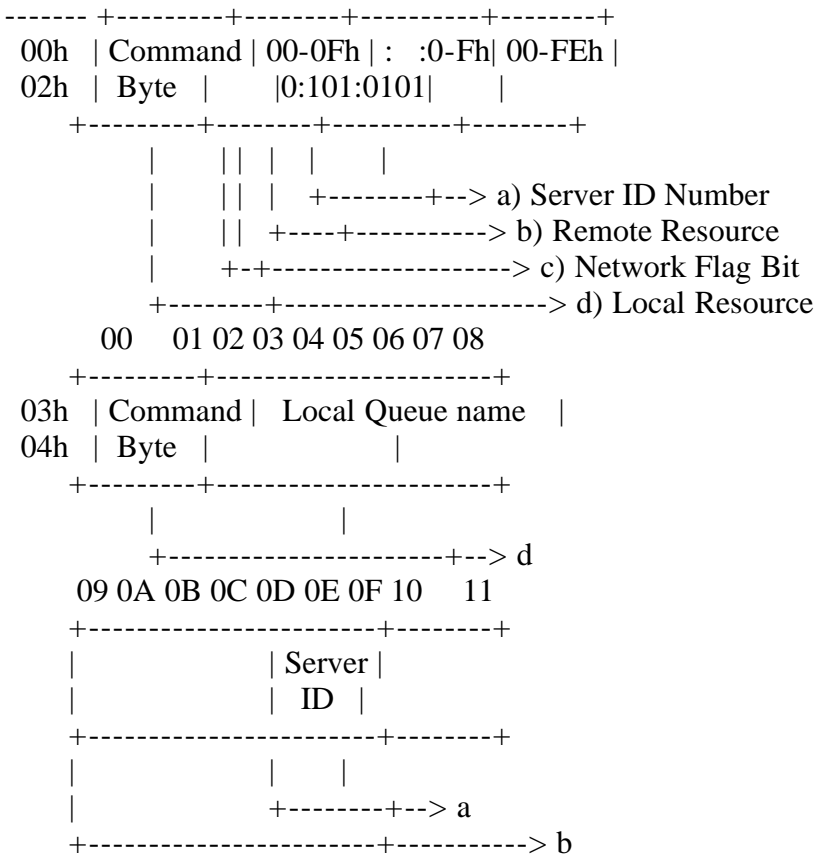 ------- +---------+--------+----------+--------+
00h | Command | 00-0Fh | : :0-Fh| 00-FEh |
02h | Byte | |0:101:0101| |
+---------+--------+----------+--------+
| | | | | |
| | | | +--------+--> a) Server ID Number
| | | +----+-----------> b) Remote Resource
| +-+---------------------> c) Network Flag Bit
+--------+----------------------> d) Local Resource
00 01 02 03 04 05 06 07 08
+---------+-----------------------+
03h | Command | Local Queue name |
04h | Byte | |
+---------+-----------------------+
| |
+-----------------------+--> d
09 0A 0B 0C 0D 0E 0F 10 11
+------------------------+--------+
| | Server |
| | ID |
+------------------------+--------+
| | |
| +--------+--> a
+------------------------+-----------> b